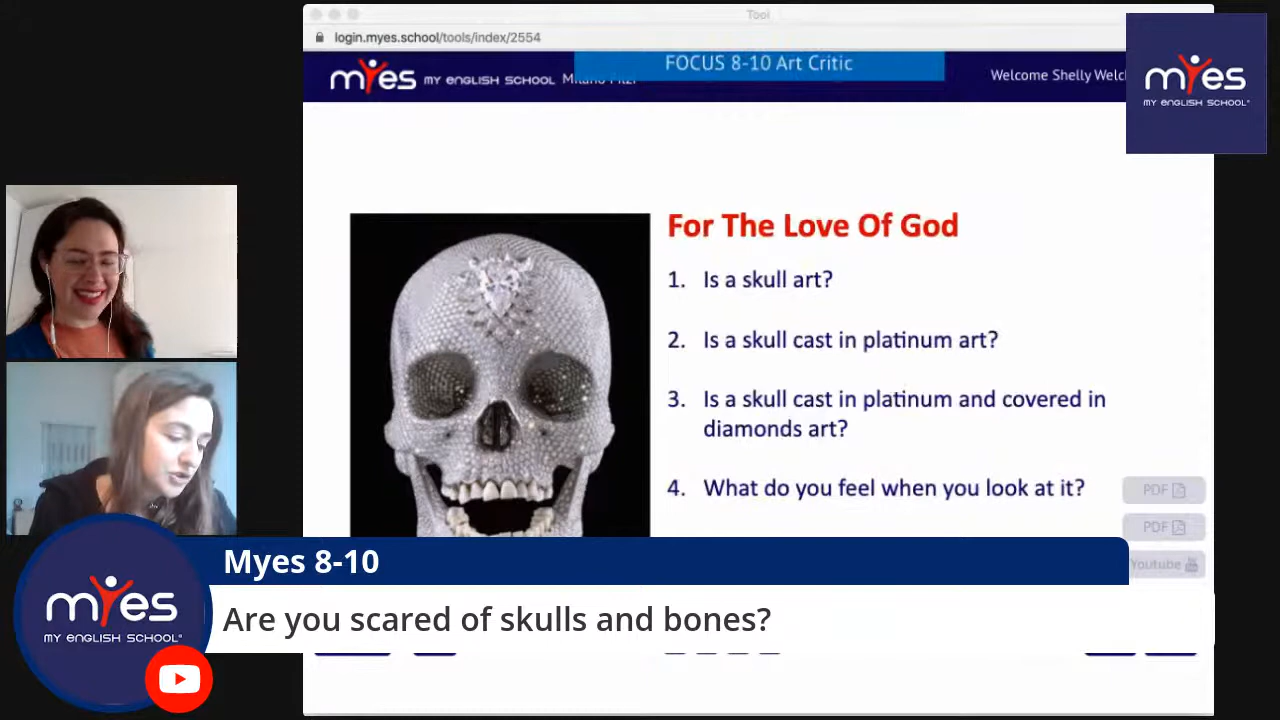 Tool
login.myes.school/tools/index/2554
FOCUS 8-10 Art Critic
myes MY ENGLISH SCHOOL
Welcome Shelly Welch
myes
MY ENGLISH SCHOOL
For The Love Of God
1. Is a skull art?
2. Is a skull cast in platinum art?
3. Is a skull cast in platinum and covered in
diamonds art?
4. What do you feel when you look at it?
PDF
PDF
Youtube
Myes 8-10
Are you scared of skulls and bones?
myes
MY ENGLISH SCHOOL